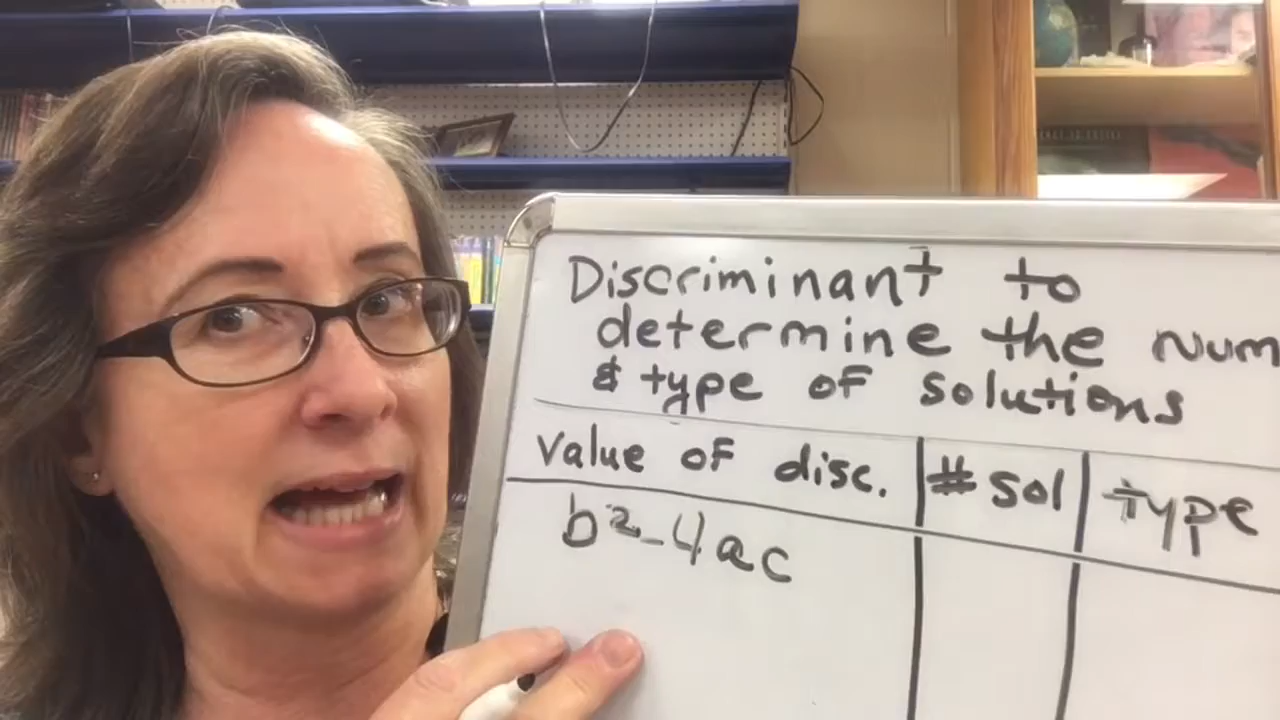 Discriminant to
determine the num
& type of solutions
value of disc. # sol type
b²-4ac